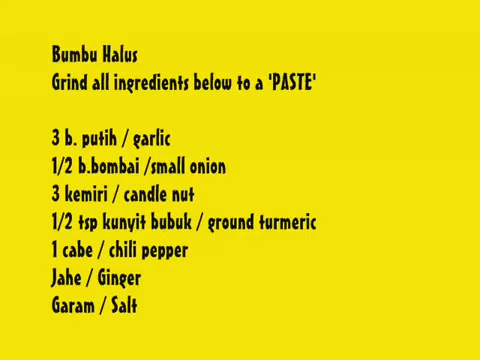 Bumbu Halus
Grind all ingredients below to a 'PASTE'
3 b. putih / garlic
1/2 b.bombai /small onion
3 kemiri / candle nut
1/2 tsp kunyit bubuk / ground turmeric
1 cabe / chili pepper
Jahe / Ginger
Garam / Salt